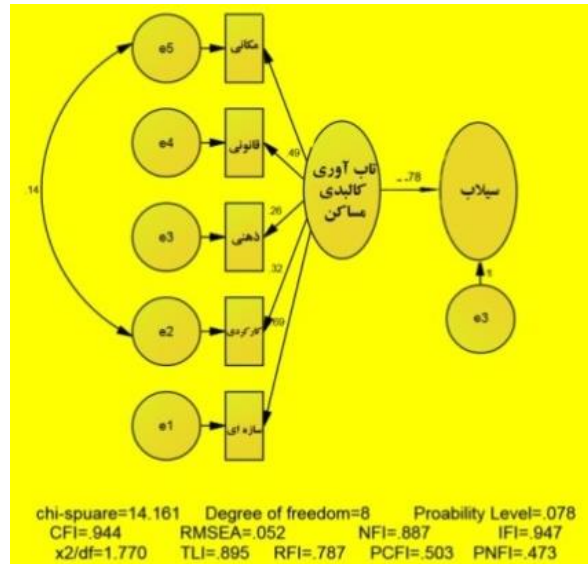 e5
مکانی
e4
قانونی
.49
تاب آوری
کالبدی
مساکن
-.78
سیلاب
.14
e3
ذهنی
.26
.32
e2
کارکردی
.69
1
e3
e1
سازه ای
chi-spuare=14.161 Degree of freedom=8 Proability Level=.078
CFI=.944 RMSEA=.052 NFI=.887 IFI=.947
x2/df=1.770 TLI=.895 RFI=.787 PCFI=.503 PNFI=.473